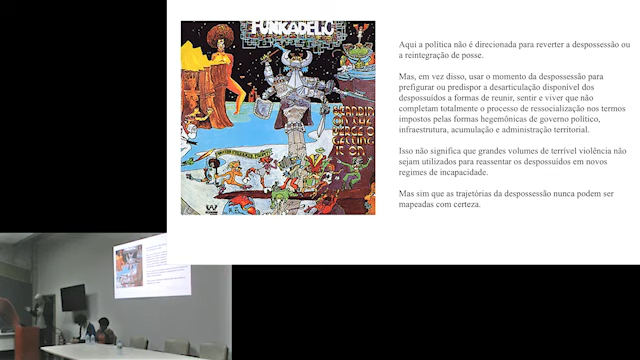 FUNKADELIC
STANDING
ON THE
VERGE OF
GETTING
IT ON
Aqui a política não é direcionada para reverter a despossessão ou
a reintegração de posse.
Mas, em vez disso, usar o momento da despossessão para
prefigurar ou predispor a desarticulação disponível dos
despossuídos a formas de reunir, sentir e viver que não
completam totalmente o processo de ressocialização nos termos
impostos pelas formas hegemônicas de governo político,
infraestrutura, acumulação e administração territorial.
Isso não significa que grandes volumes de terrível violência não
sejam utilizados para reassentar os despossuídos em novos
regimes de incapacidade.
Mas sim que as trajetórias da despossessão nunca podem ser
mapeadas com certeza.